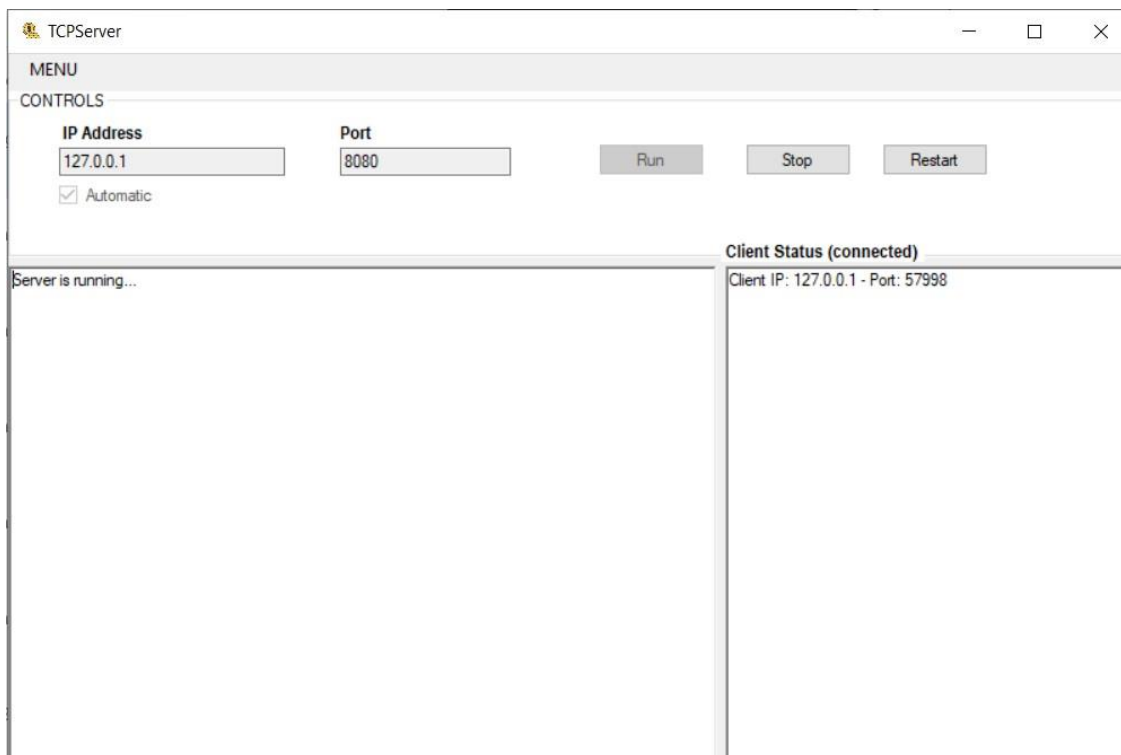 TCPServer
MENU
CONTROLS
IP Address Port
127.0.0.1 8080 Run Stop Restart
Automatic
Client Status (connected)
Server is running...
Client IP: 127.0.0.1 - Port: 57998